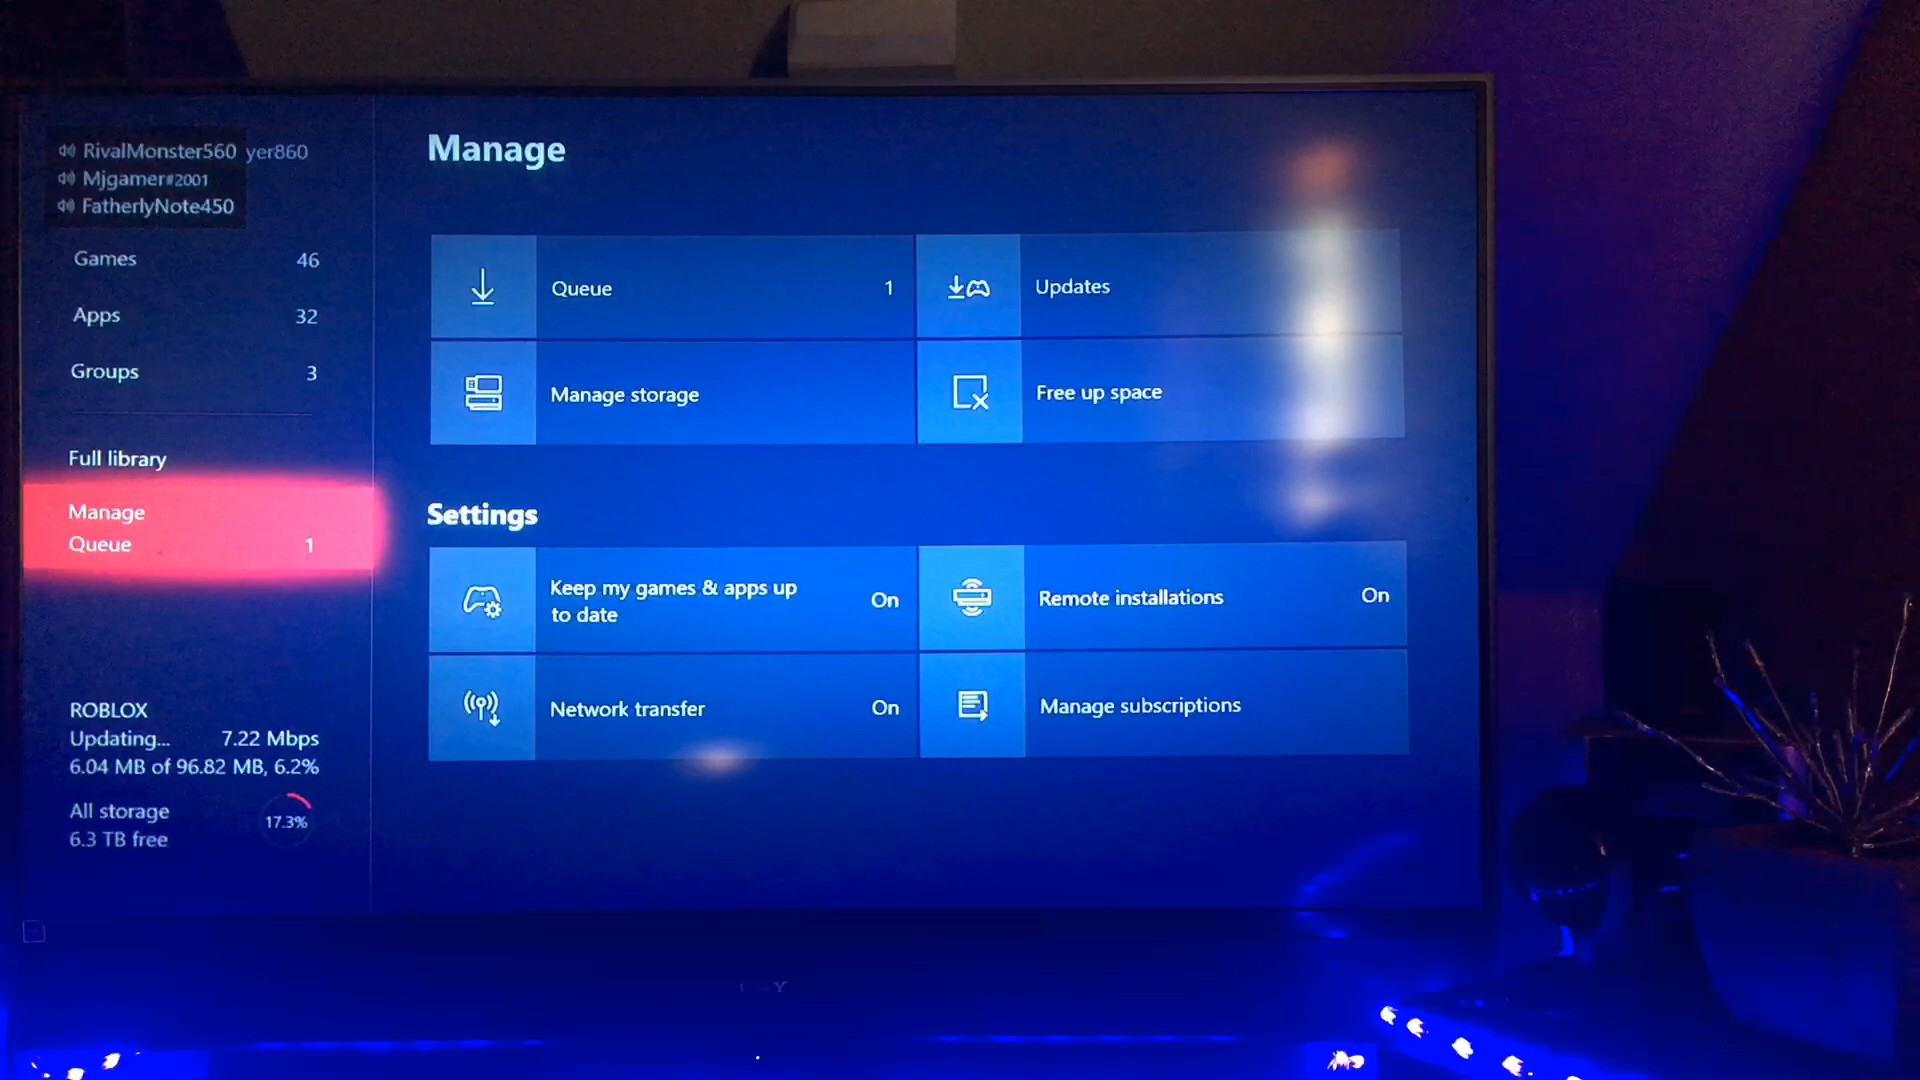 RivalMonster560 yer860
Mjgamer#2001
FatherlyNote450
Games 46
Apps 32
Groups 3
Full library
Manage
Queue 1
ROBLOX
Updating... 7.22 Mbps
6.04 MB of 96.82 MB, 6.2%
All storage
6.3 TB free
17.3%
Manage
Queue 1
Updates
Manage storage
Free up space
Settings
Keep my games & apps up
to date
On
Remote installations On
Network transfer On
Manage subscriptions